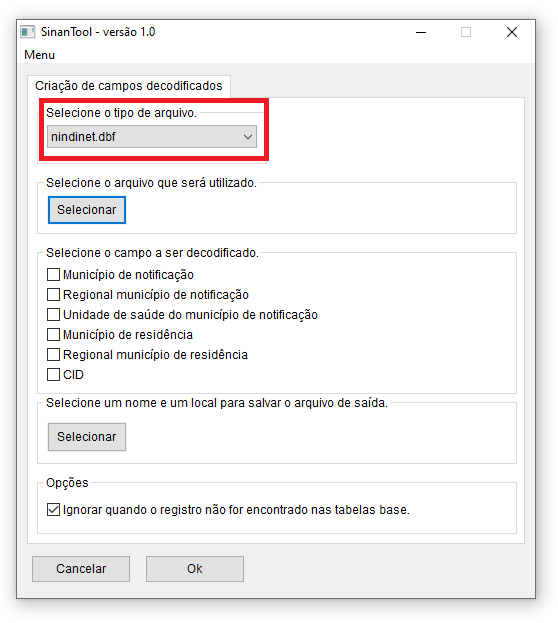 SinanTool - versão 1.0
Menu
Criação de campos decodificados
Selecione o tipo de arquivo.
nindinet.dbf
Selecione o arquivo que será utilizado.
Selecionar
Selecione o campo a ser decodificado.
Município de notificação
Regional município de notificação
Unidade de saúde do município de notificação
Município de residência
Regional município de residência
CID
Selecione um nome e um local para salvar o arquivo de saída.
Selecionar
Opções
Ignorar quando o registro não for encontrado nas tabelas base.
Cancelar Ok